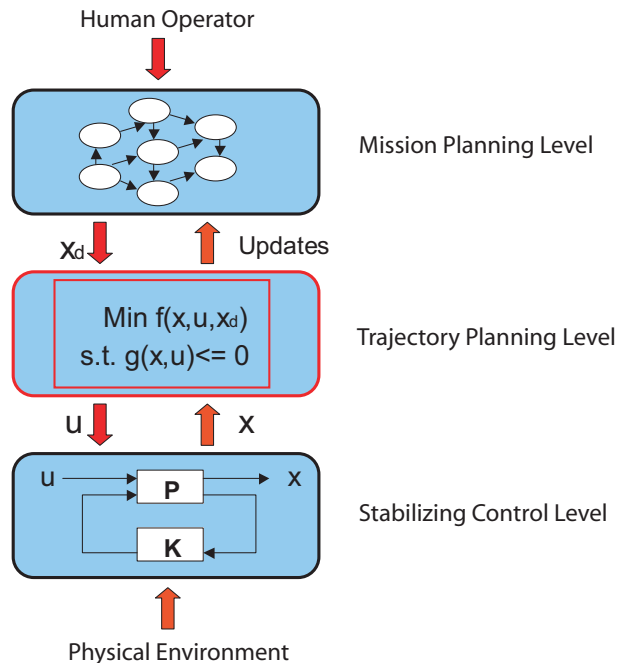 Human Operator
Mission Planning Level
xd
Updates
Min f(x,u,xd)
s.t. g(x,u)<= 0
Trajectory Planning Level
u
x
u
P
x
K
Stabilizing Control Level
Physical Environment